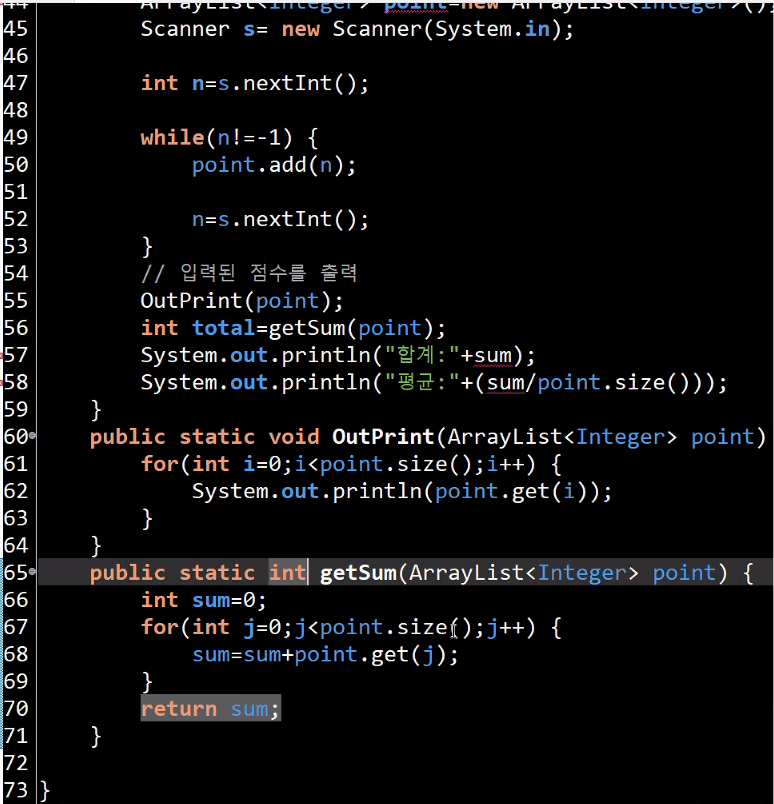 44 ArrayList<Integer> point=new ArrayList<Integer>();
45 Scanner s= new Scanner(System.in);
46
47 int n=s.nextInt();
48
49 while(n!=-1) {
50 point.add(n);
51
52 n=s.nextInt();
53 }
54 // 입력된 점수를 출력
55 OutPrint(point);
56 int total=getSum(point);
57 System.out.println("합계:"+sum);
58 System.out.println("평균:"+(sum/point.size()));
59 }
60 public static void OutPrint(ArrayList<Integer> point)
61 for(int i=0;i<point.size();i++) {
62 System.out.println(point.get(i));
63 }
64 }
65 public static int getSum(ArrayList<Integer> point) {
66 int sum=0;
67 for(int j=0;j<point.size();j++) {
68 sum=sum+point.get(j);
69 }
70 return sum;
71 }
72
73 }